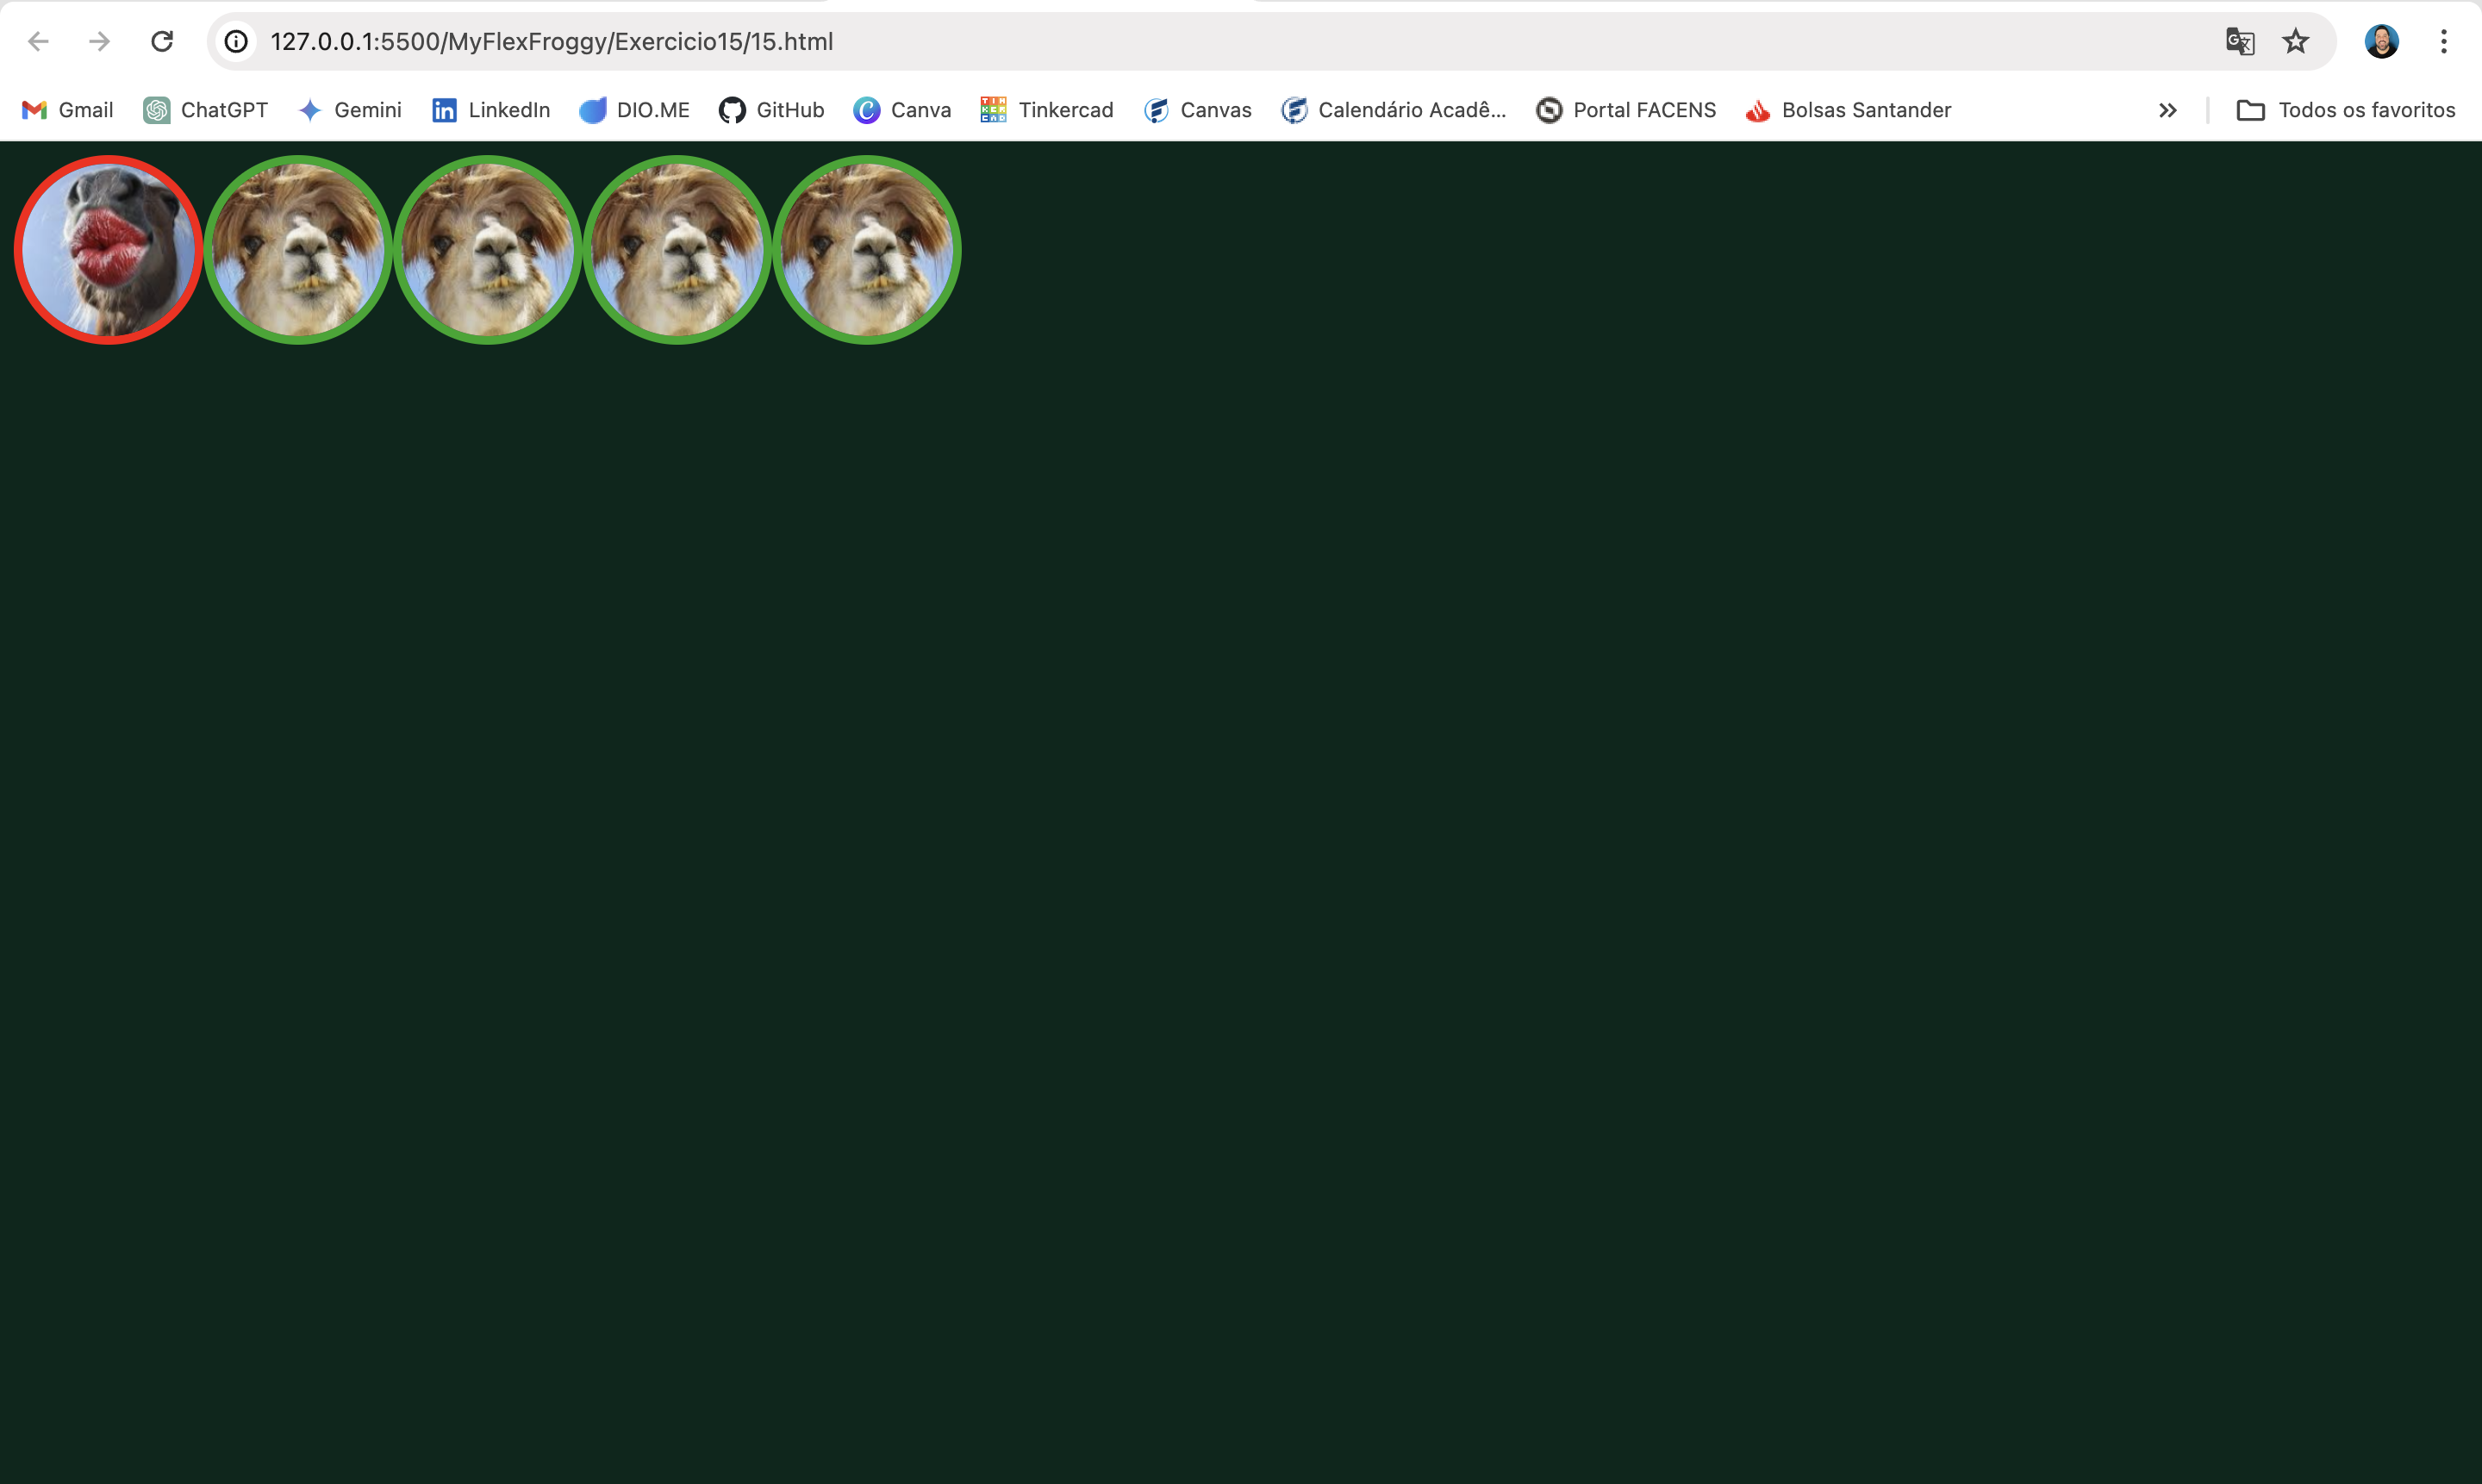 127.0.0.1:5500/MyFlexFroggy/Exercicio15/15.html
Gmail ChatGPT Gemini LinkedIn DIO.ME GitHub Canva Tinkercad Canvas Calendário Acadê... Portal FACENS Bolsas Santander Todos os favoritos